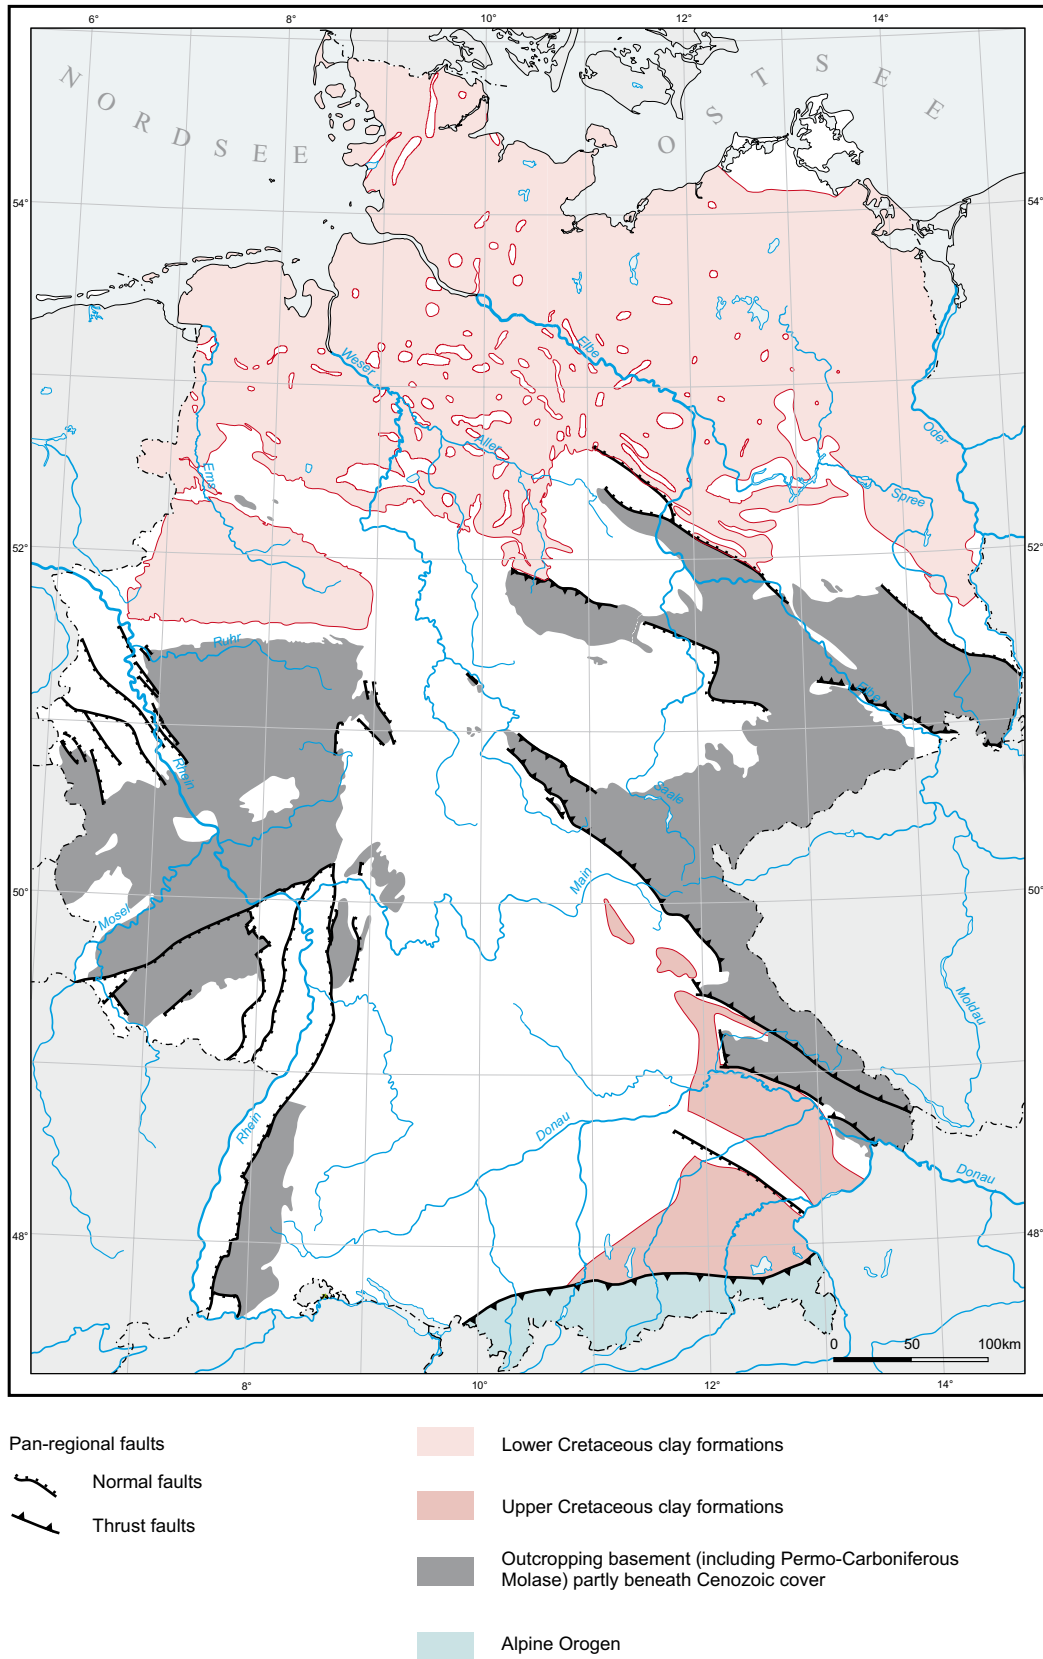 6° 8° 10° 12° 14°
NORDSEE
OSTSEE
54° 54°
Elbe
Weser
Aller
Oder
Ems
Spree
52° 52°
Ruhr
Elbe
Rhein
Saale
Main
50° 50°
Mosel
Moldau
Rhein
Donau
Donau
48° 48°
0 50 100km
8° 10° 12° 14°
Pan-regional faults
Normal faults
Thrust faults
Lower Cretaceous clay formations
Upper Cretaceous clay formations
Outcropping basement (including Permo-Carboniferous
Molase) partly beneath Cenozoic cover
Alpine Orogen